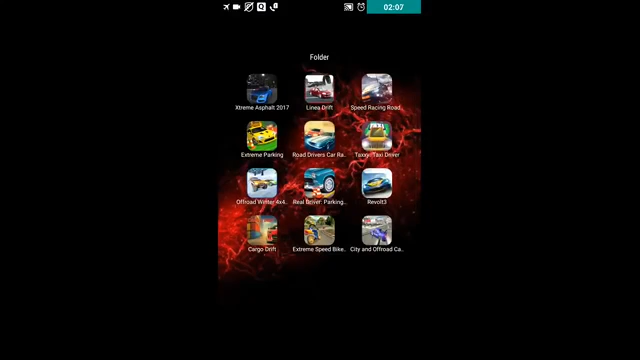 02:07
Folder
Xtreme Asphalt 2017
Linea Drift
Speed Racing Road..
Extreme Parking
Road Drivers Car Ra..
Taxxy: Taxi Driver
Offroad Winter 4x4..
Real Driver: Parking..
Revolt3
Cargo Drift
Extreme Speed Bike..
City and Offroad Ca..